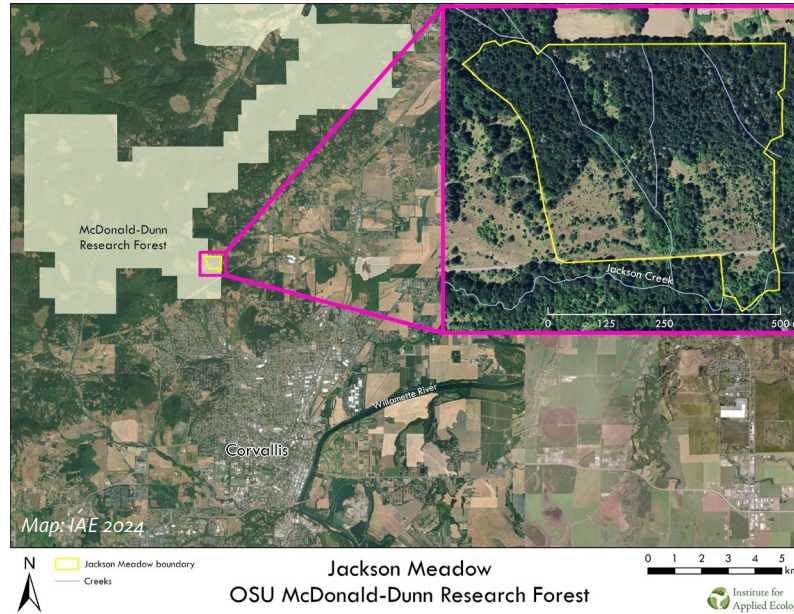 McDonald-Dunn
Research Forest
Jackson Creek
0 125 250 500
Willamette River
Corvallis
Map: IAE 2024
N
Jackson Meadow boundary
Creeks
Jackson Meadow
OSU McDonald-Dunn Research Forest
0 1 2 3 4 5
Institute for
Applied